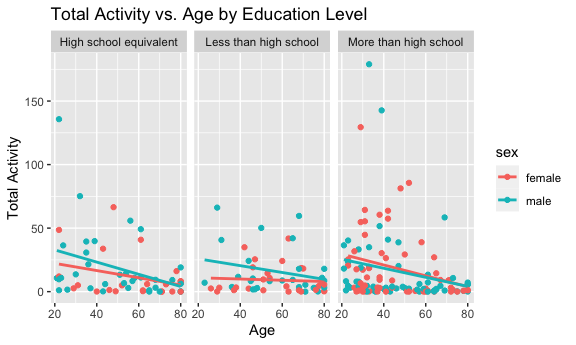 Total Activity vs. Age by Education Level
High school equivalent
Less than high school
More than high school
Total Activity
150
100
50
0
20 40 60 80
20 40 60 80
20 40 60 80
Age
sex
female
male